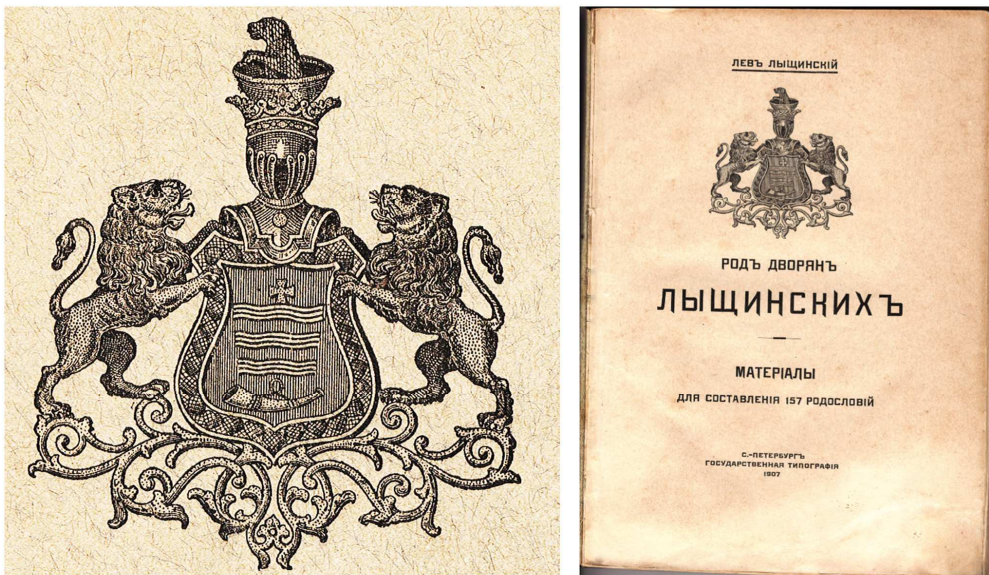 ЛЕВЪ ЛЫЩИНСКІЙ
РОДЪ ДВОРЯНЪ
ЛЫЩИНСКИХЪ
МАТЕРІАЛЫ
ДЛЯ СОСТАВЛЕНІЯ 157 РОДОСЛОВІЙ
С.-ПЕТЕРБУРГЪ
ГОСУДАРСТВЕННАЯ ТИПОГРАФІЯ
1907